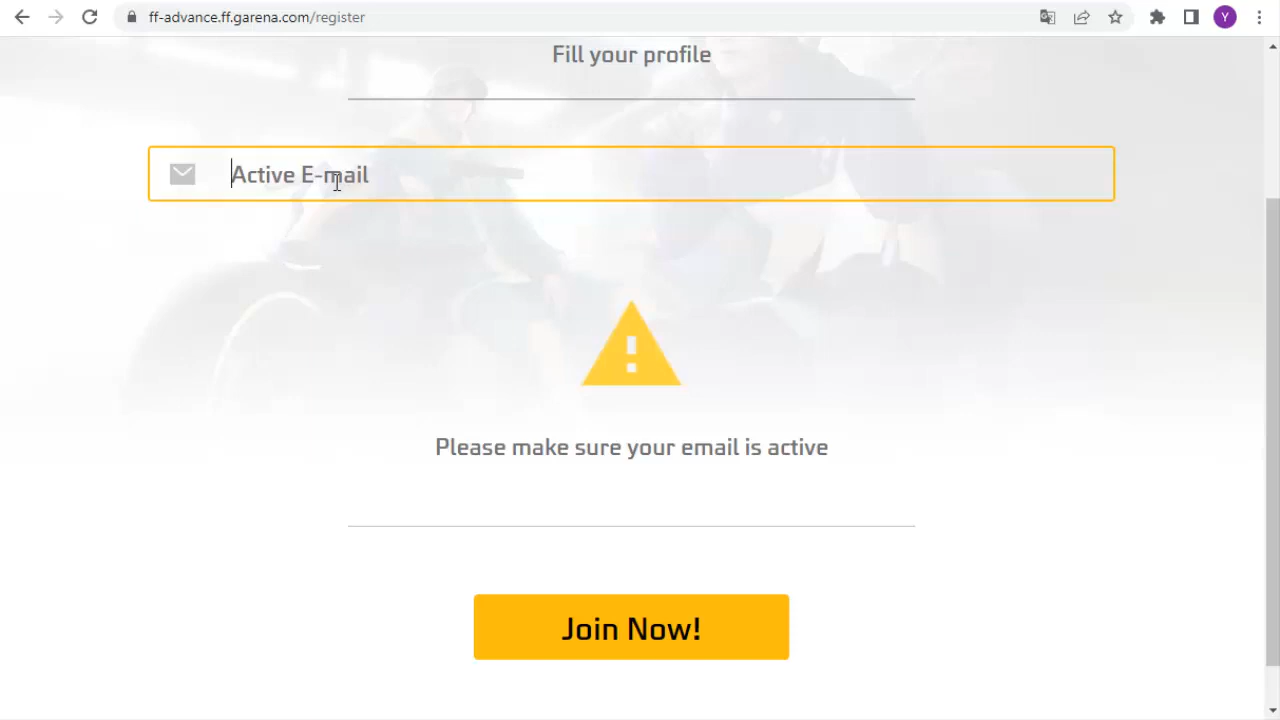 ff-advance.ff.garena.com/register
Y
Fill your profile
Active E-mail
Please make sure your email is active
Join Now!